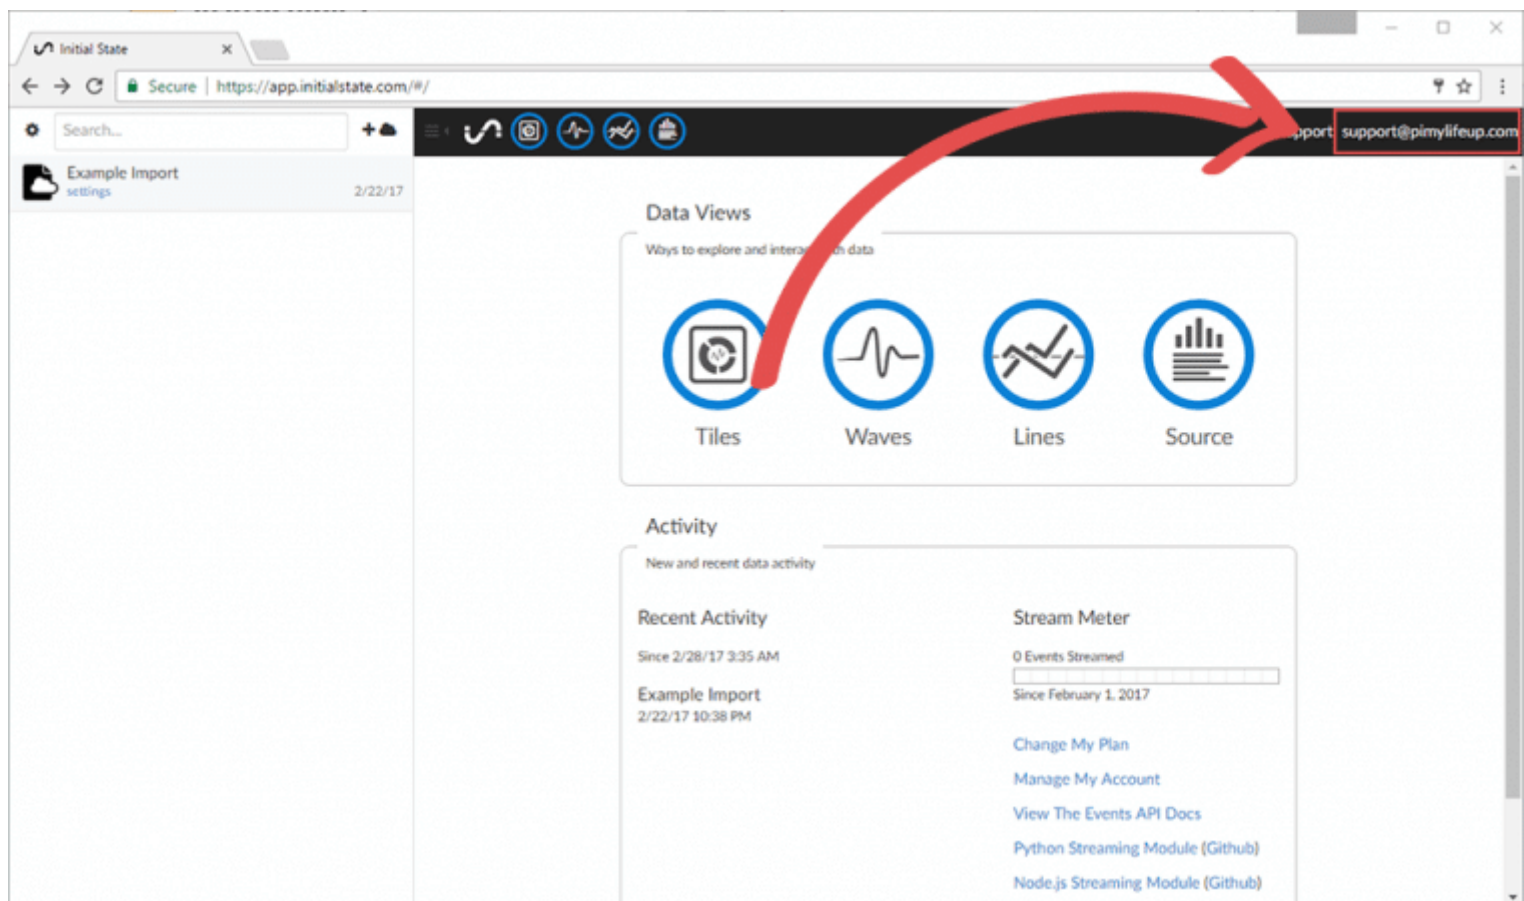 Initial State
Secure | https://app.initialstate.com/#/
Search...
support@pimylifeup.com
Example Import
settings
2/22/17
Data Views
Ways to explore and data
Tiles
Waves
Lines
Source
Activity
New and recent data activity
Recent Activity
Since 2/28/17 3:35 AM
Example Import
2/22/17 10:38 PM
Stream Meter
0 Events Streamed
Since February 1, 2017
Change My Plan
Manage My Account
View The Events API Docs
Python Streaming Module (Github)
Node.js Streaming Module (Github)